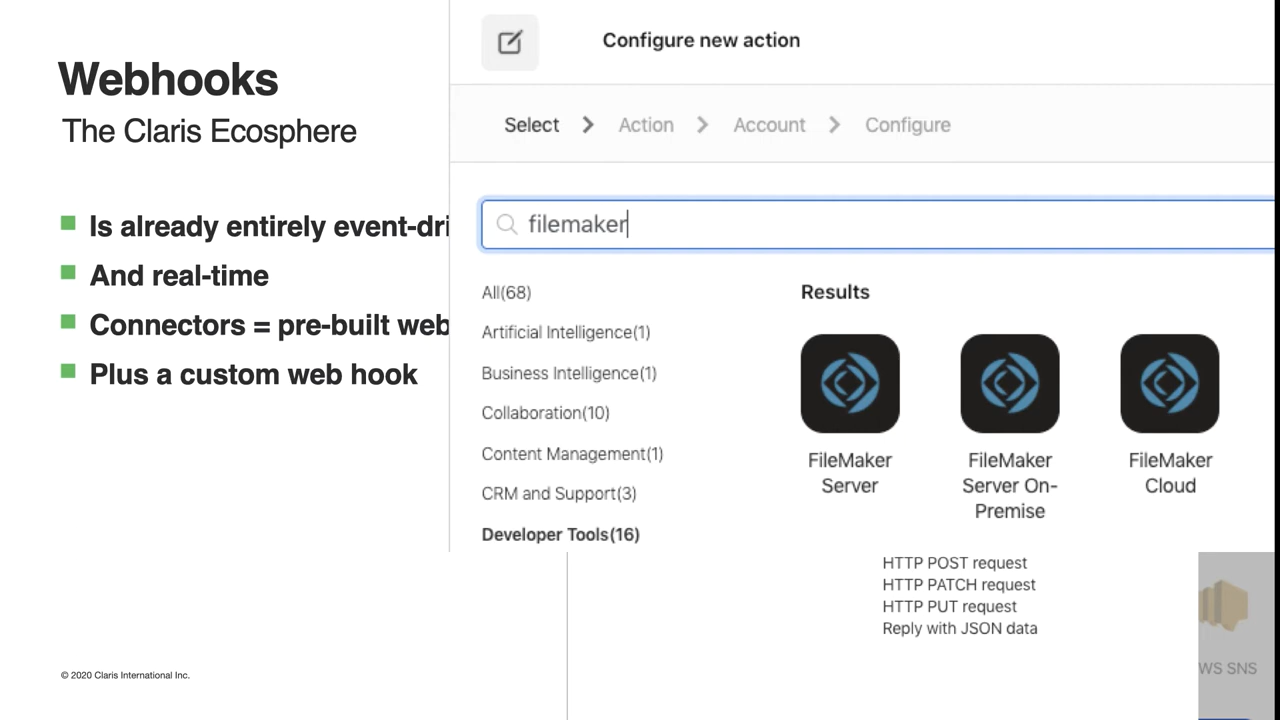 Webhooks
The Claris Ecosphere
Is already entirely event-dri
And real-time
Connectors = pre-built web
Plus a custom web hook
© 2020 Claris International Inc.
Configure new action
Select > Action > Account > Configure
filemaker
All(68)
Artificial Intelligence(1)
Business Intelligence(1)
Collaboration(10)
Content Management(1)
CRM and Support(3)
Developer Tools(16)
Results
FileMaker
Server
FileMaker
Server On-
Premise
FileMaker
Cloud
HTTP POST request
HTTP PATCH request
HTTP PUT request
Reply with JSON data
WS SNS